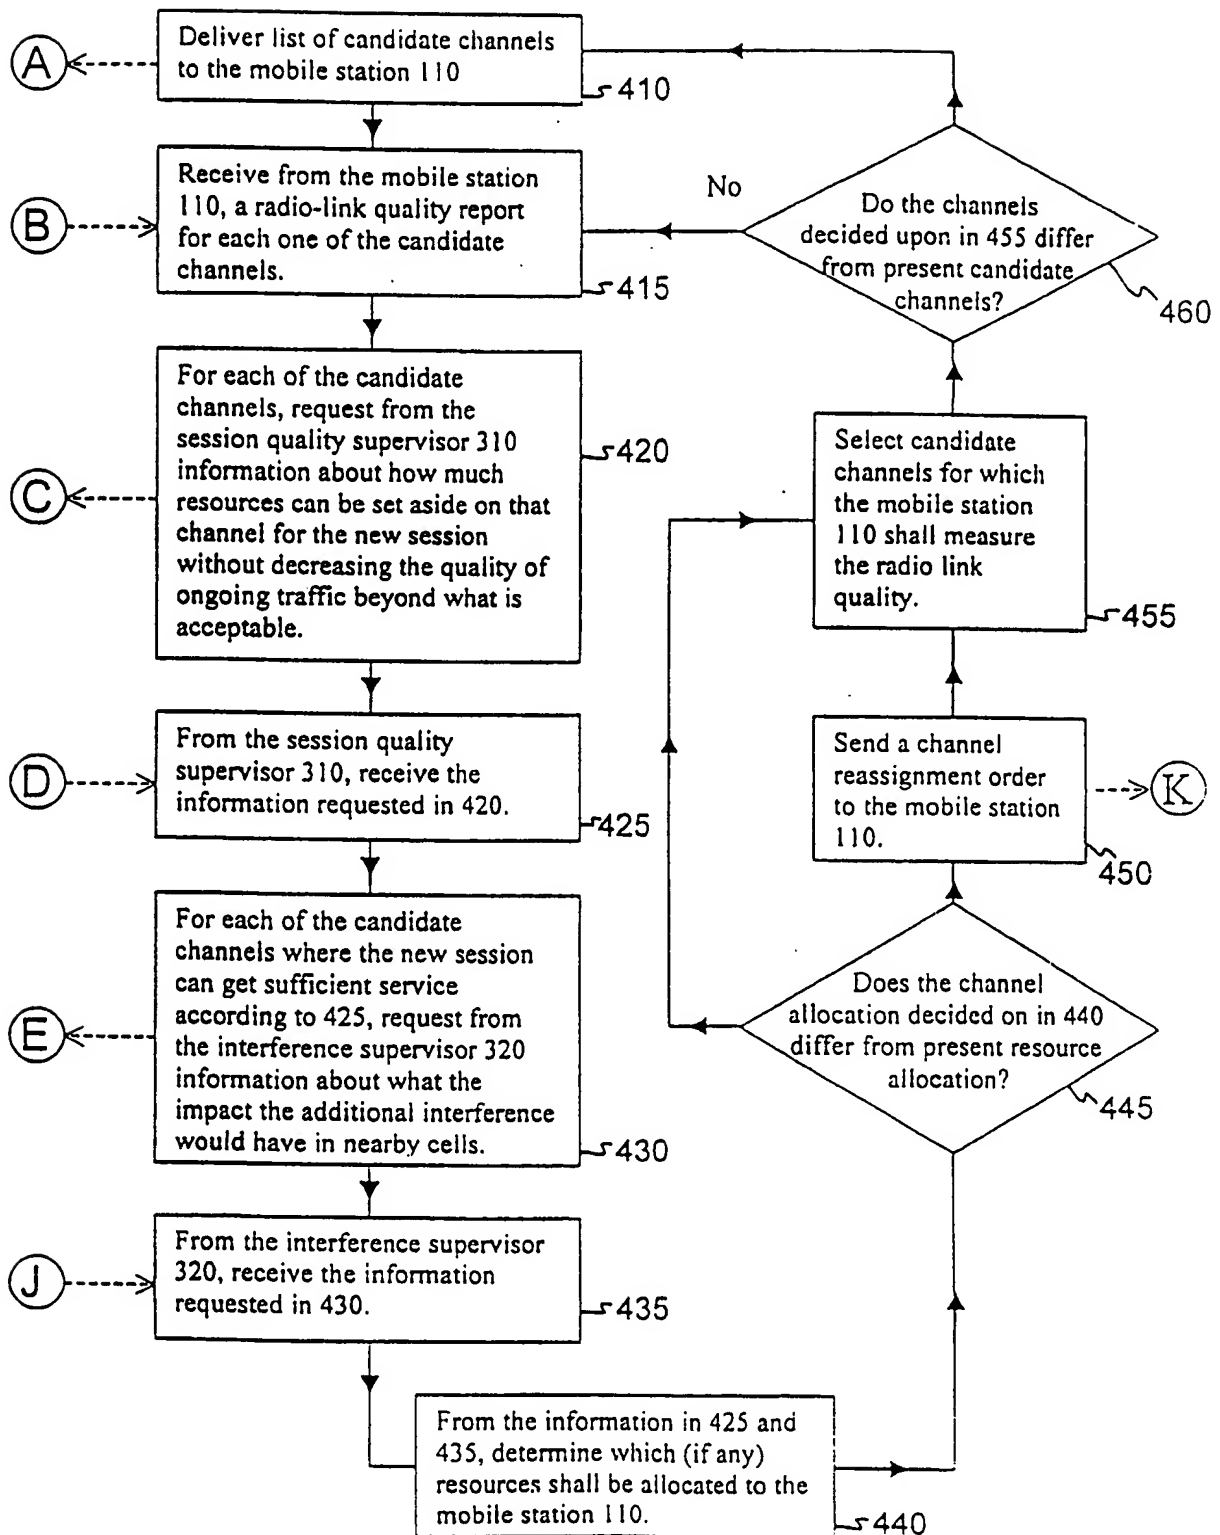 A
Deliver list of candidate channels
to the mobile station 110
410
B
Receive from the mobile station
110, a radio-link quality report
for each one of the candidate
channels.
415
C
For each of the candidate
channels, request from the
session quality supervisor 310
information about how much
resources can be set aside on that
channel for the new session
without decreasing the quality of
ongoing traffic beyond what is
acceptable.
420
D
From the session quality
supervisor 310, receive the
information requested in 420.
425
E
For each of the candidate
channels where the new session
can get sufficient service
according to 425, request from
the interference supervisor 320
information about what the
impact the additional interference
would have in nearby cells.
430
J
From the interference supervisor
320, receive the information
requested in 430.
435
From the information in 425 and
435, determine which (if any)
resources shall be allocated to the
mobile station 110.
440
Does the channel
allocation decided on in 440
differ from present resource
allocation?
445
Send a channel
reassignment order
to the mobile station
110.
450
K
Select candidate
channels for which
the mobile station
110 shall measure
the radio link
quality.
455
Do the channels
decided upon in 455 differ
from present candidate
channels?
460
No